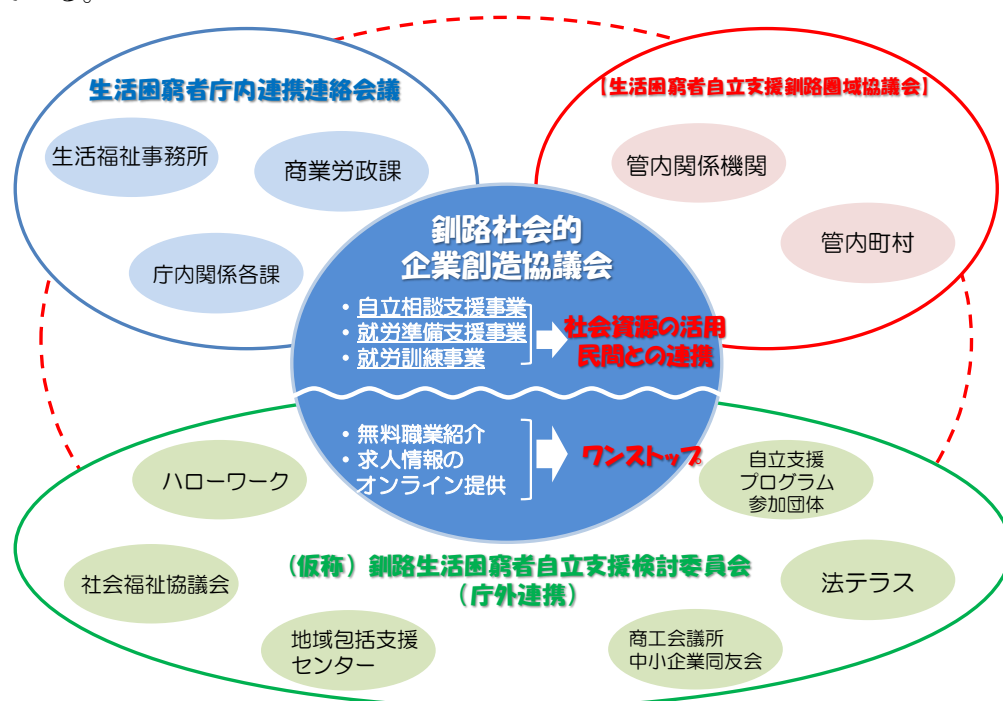 生活困窮者庁内連携連絡会議
生活福祉事務所
商業労政課
庁内関係各課
【生活困窮者自立支援釧路圏域協議会】
管内関係機関
管内町村
釧路社会的
企業創造協議会
・自立相談支援事業
・就労準備支援事業
・就労訓練事業
社会資源の活用
民間との連携
・無料職業紹介
・求人情報の
オンライン提供
ワンストップ
ハローワーク
自立支援
プログラム
参加団体
(仮称)釧路生活困窮者自立支援検討委員会
(庁外連携)
社会福祉協議会
法テラス
地域包括支援
センター
商工会議所
中小企業同友会